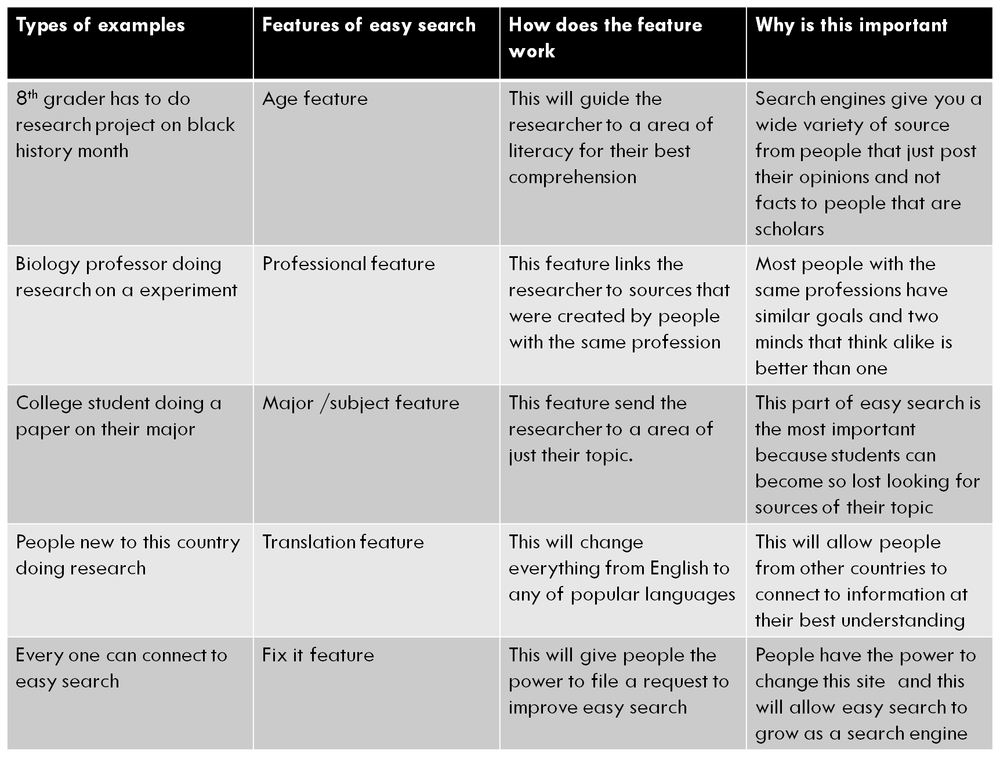 Types of examples
Features of easy search
How does the feature
work
Why is this important
8th grader has to do
research project on black
history month
Age feature
This will guide the
researcher to a area of
literacy for their best
comprehension
Search engines give you a
wide variety of source
from people that just post
their opinions and not
facts to people that are
scholars
Biology professor doing
research on a experiment
Professional feature
This feature links the
researcher to sources that
were created by people
with the same profession
Most people with the
same professions have
similar goals and two
minds that think alike is
better than one
College student doing a
paper on their major
Major /subject feature
This feature send the
researcher to a area of
just their topic.
This part of easy search is
the most important
because students can
become so lost looking for
sources of their topic
People new to this country
doing research
Translation feature
This will change
everything from English to
any of popular languages
This will allow people
from other countries to
connect to information at
their best understanding
Every one can connect to
easy search
Fix it feature
This will give people the
power to file a request to
improve easy search
People have the power to
change this site  and this
will allow easy search to
grow as a search engine